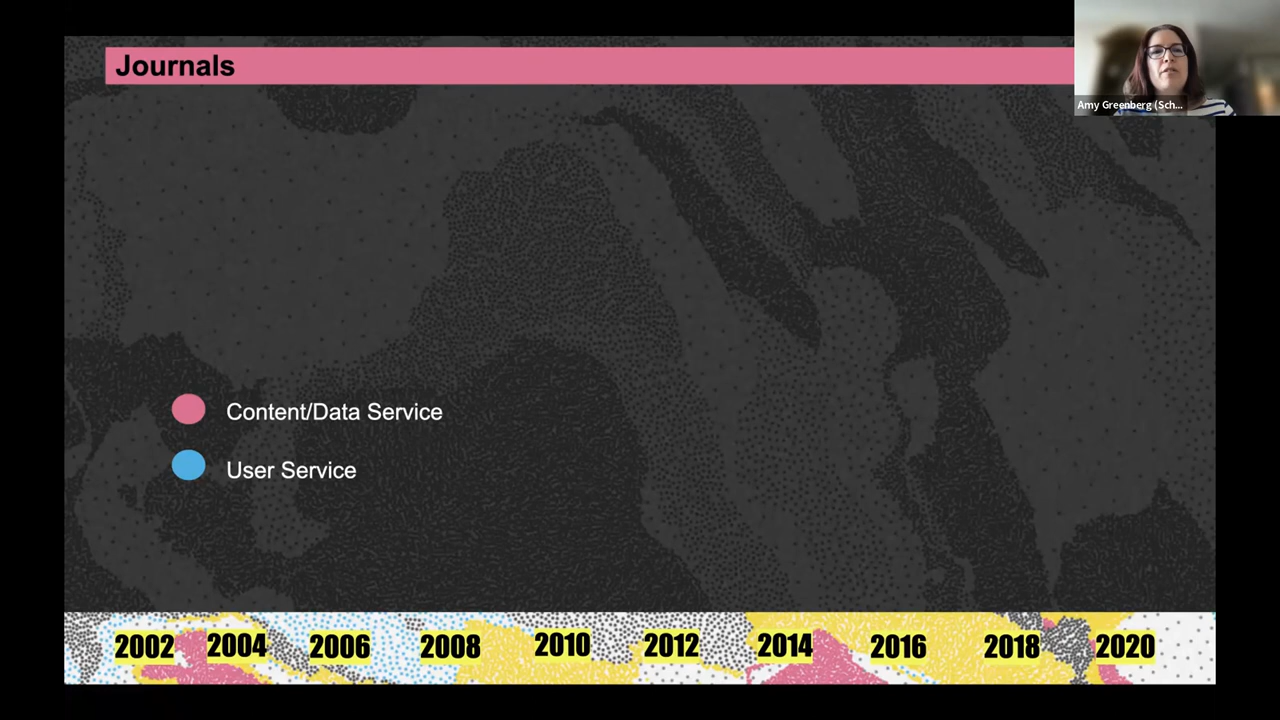 Journals
Amy Greenberg (Sch...
Content/Data Service
User Service
2002 2004 2006 2008 2010 2012 2014 2016 2018 2020